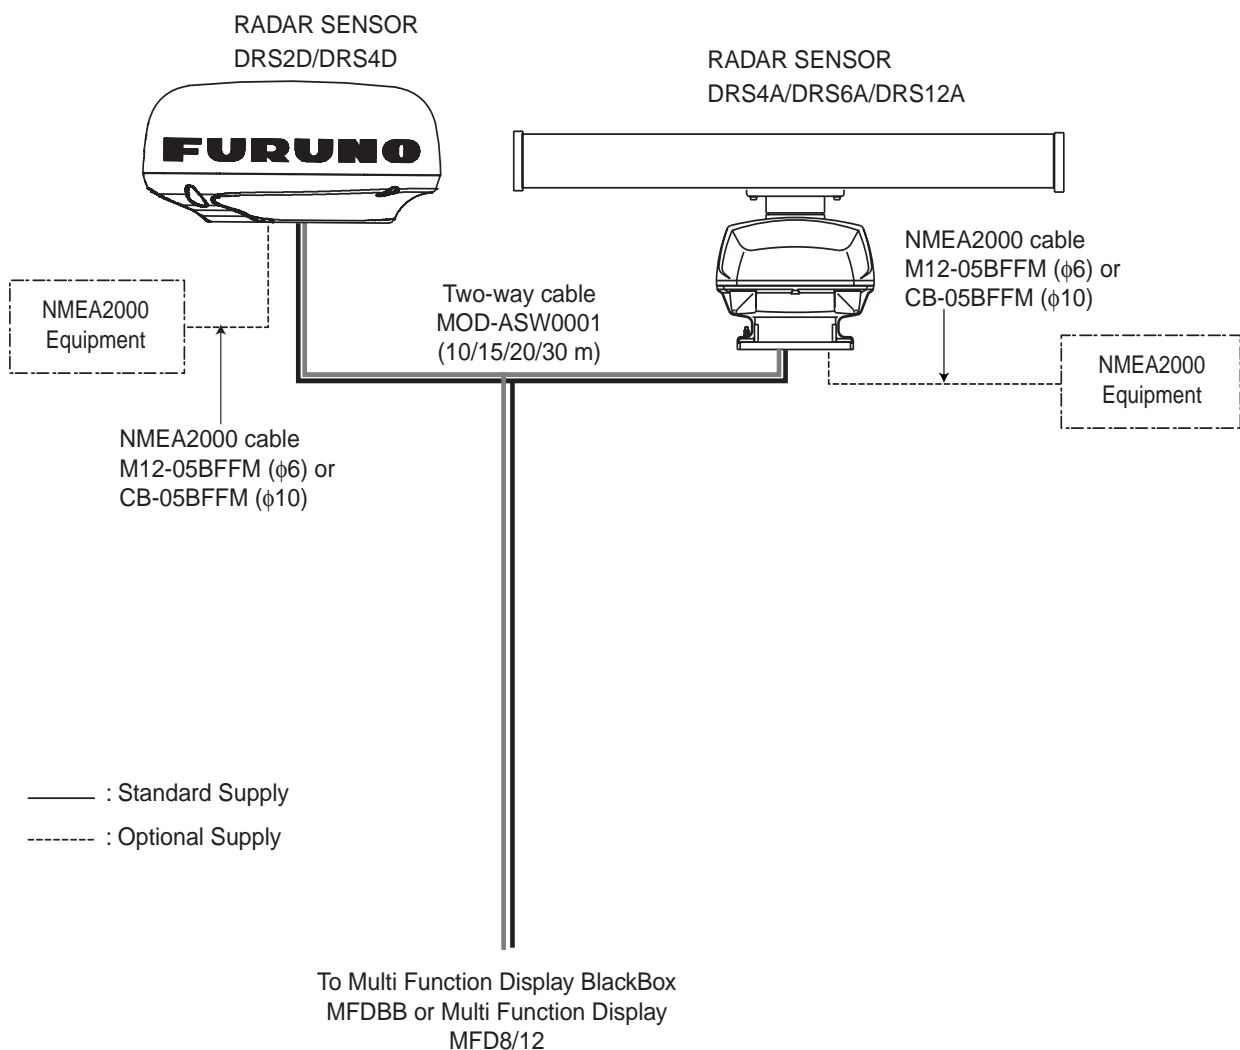 RADAR SENSOR
DRS2D/DRS4D
RADAR SENSOR
DRS4A/DRS6A/DRS12A
FURUNO
NMEA2000 cable
M12-05BFFM (ϕ6) or
CB-05BFFM (ϕ10)
NMEA2000
Equipment
Two-way cable
MOD-ASW0001
(10/15/20/30 m)
NMEA2000
Equipment
NMEA2000 cable
M12-05BFFM (ϕ6) or
CB-05BFFM (ϕ10)
: Standard Supply
: Optional Supply
To Multi Function Display BlackBox
MFDBB or Multi Function Display
MFD8/12